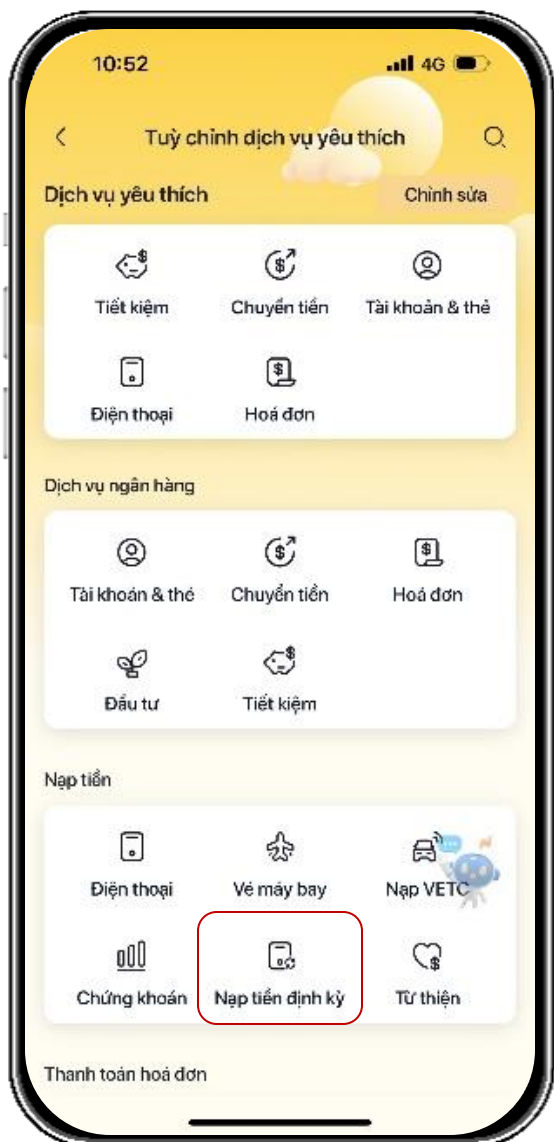 10:52
4G
Tuỳ chỉnh dịch vụ yêu thích
Dịch vụ yêu thích
Chỉnh sửa
Tiết kiệm
Chuyển tiền
Tài khoản & thẻ
Điện thoại
Hoá đơn
Dịch vụ ngân hàng
Tài khoản & thẻ
Chuyển tiền
Hoá đơn
Đầu tư
Tiết kiệm
Nạp tiền
Điện thoại
Vé máy bay
Nạp VETC
Chứng khoán
Nạp tiền định kỳ
Từ thiện
Thanh toán hoá đơn